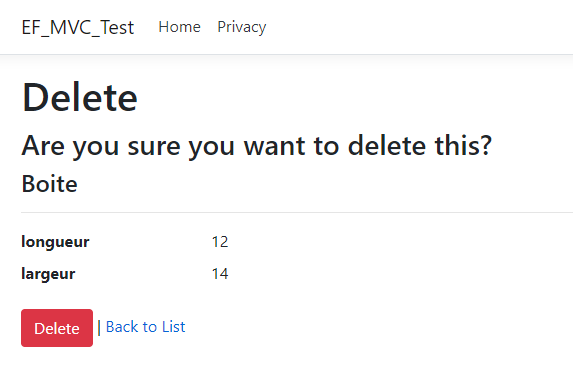 EF_MVC_Test Home Privacy
Delete
Are you sure you want to delete this?
Boite
longueur 12
largeur 14
Delete | Back to List